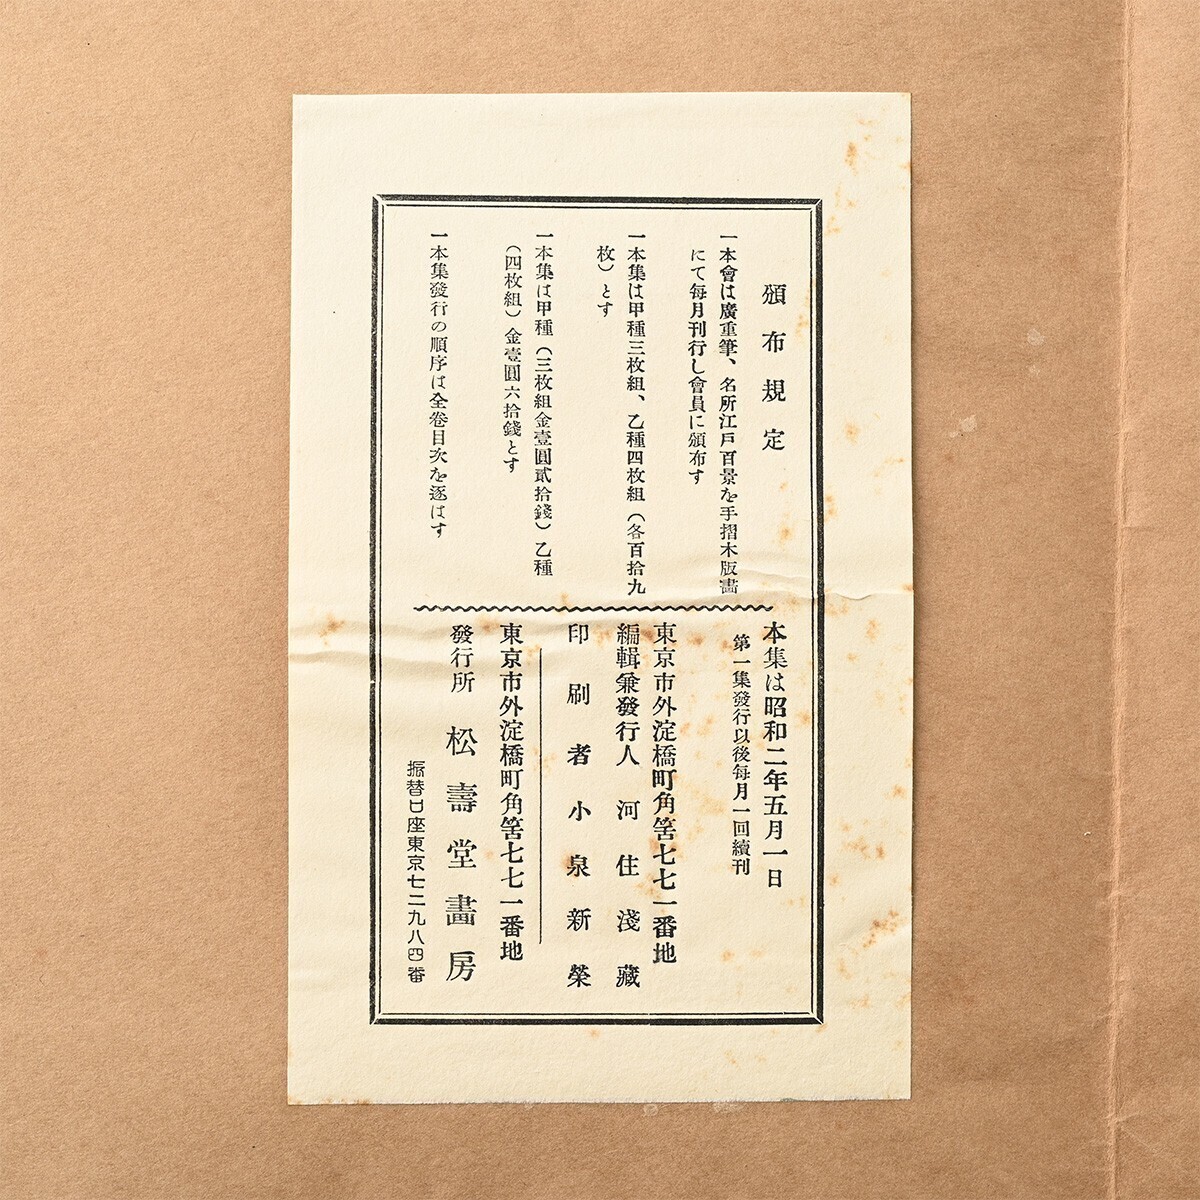 頒布規定
一本會は廣重筆、名所江戸百景を手摺木版畵
にて毎月刊行し會員に頒布す
一本集は甲種三枚組、乙種四枚組（各百拾九
枚）とす
一本集は甲種（三枚組金壹圓貳拾錢）乙種
（四枚組）金壹圓六拾錢とす
一本集發行の順序は全卷目次を逐はす
本集は昭和二年五月一日
第一集發行以後毎月一回續刊
東京市外淀橋町角筈七七一番地
編輯兼發行人 河住淺藏
印刷者 小泉新榮
東京市外淀橋町角筈七七一番地
發行所 松壽堂畵房
振替口座東京七二九八四番